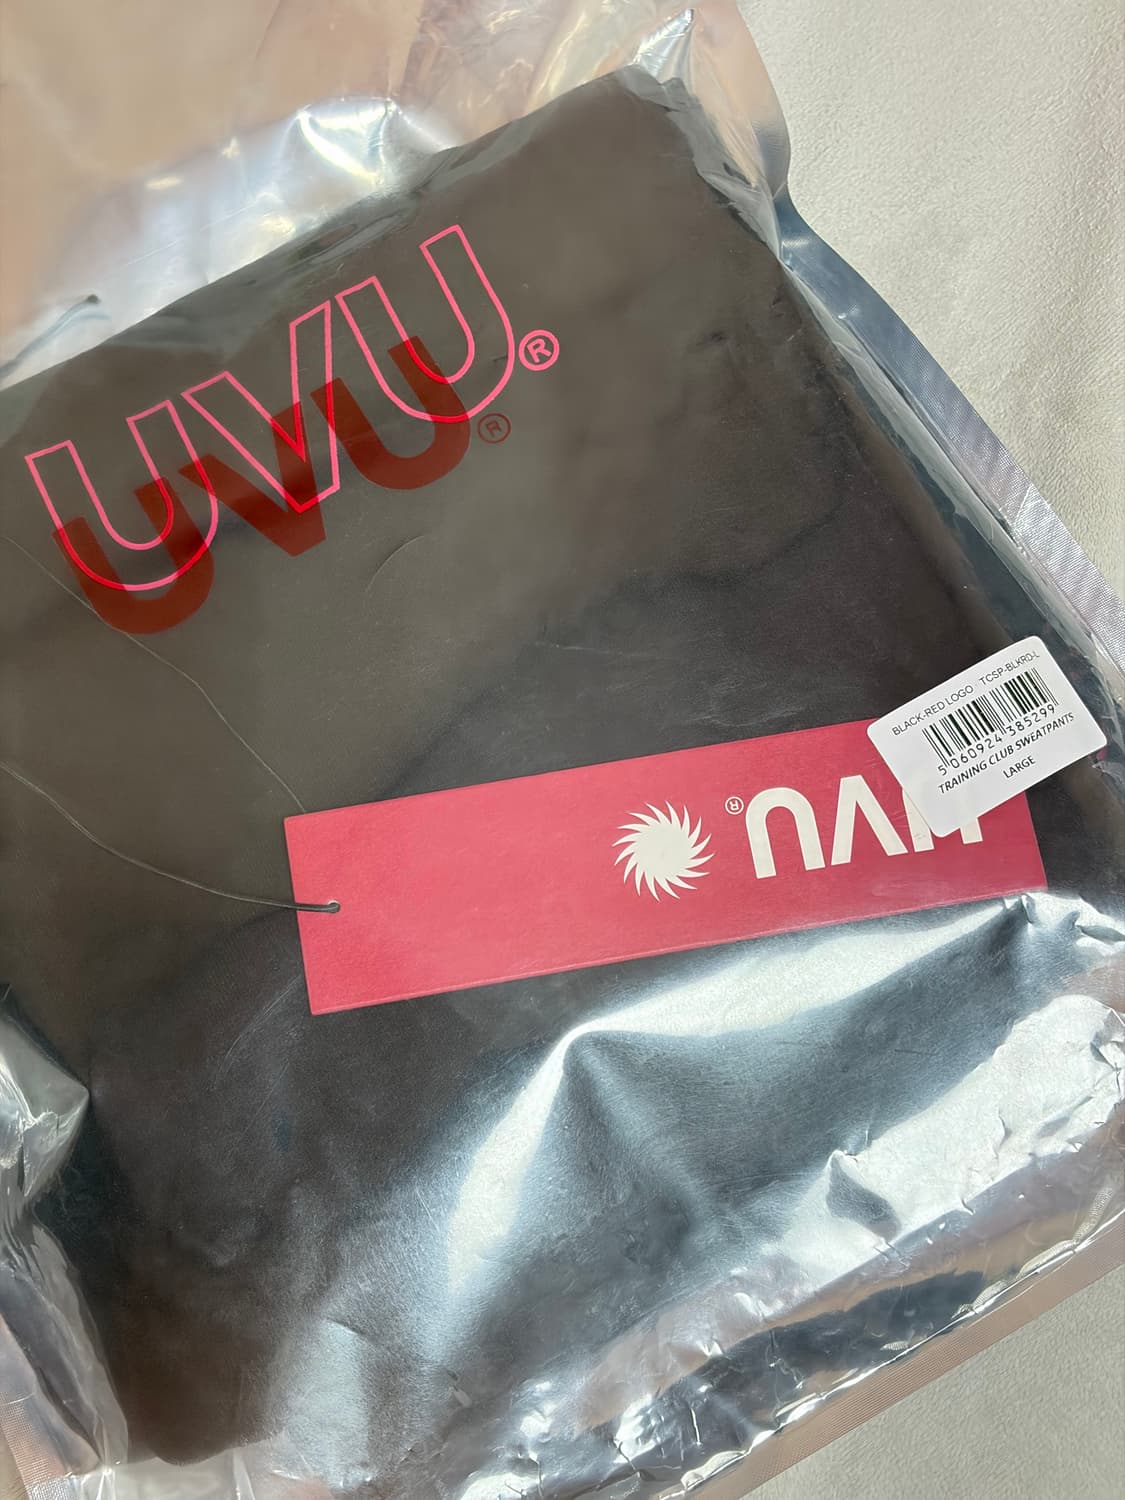 UVU®
UVU®
BLACK-RED LOGO TCSP-BLKRD-L
5 060924 385299
TRAINING CLUB SWEATPANTS
LARGE
UVU®